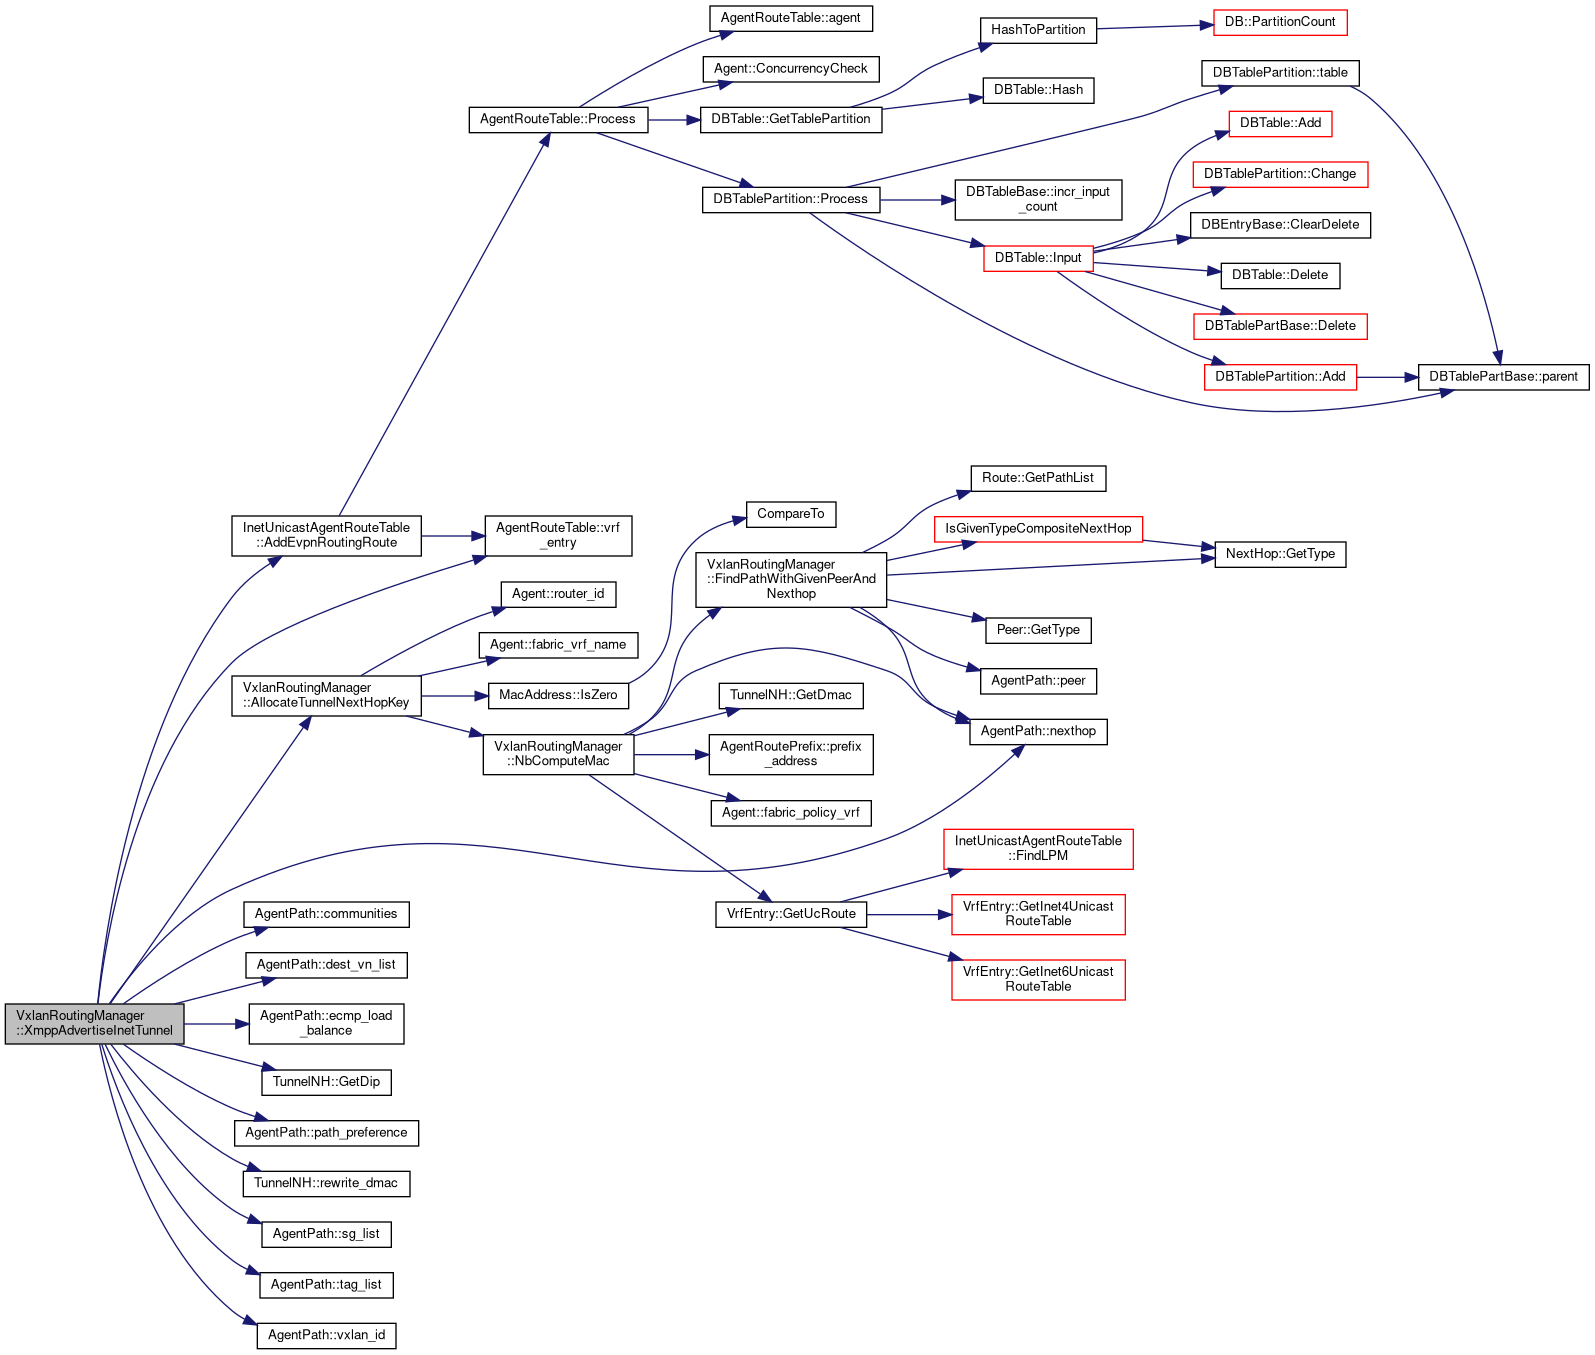 AgentRouteTable::agent
HashToPartition
DB::PartitionCount
Agent::ConcurrencyCheck
DBTablePartition::table
DBTable::Hash
AgentRouteTable::Process
DBTable::GetTablePartition
DBTable::Add
DBTablePartition::Change
DBTablePartition::Process
DBTableBase::incr_input
_count
DBEntryBase::ClearDelete
DBTable::Input
DBTable::Delete
DBTablePartBase::Delete
DBTablePartition::Add
DBTablePartBase::parent
Route::GetPathList
CompareTo
IsGivenTypeCompositeNextHop
InetUnicastAgentRouteTable
::AddEvpnRoutingRoute
AgentRouteTable::vrf
_entry
NextHop::GetType
VxlanRoutingManager
::FindPathWithGivenPeerAnd
Nexthop
Agent::router_id
Peer::GetType
Agent::fabric_vrf_name
AgentPath::peer
VxlanRoutingManager
::AllocateTunnelNextHopKey
MacAddress::IsZero
TunnelNH::GetDmac
AgentPath::nexthop
VxlanRoutingManager
::NbComputeMac
AgentRoutePrefix::prefix
_address
Agent::fabric_policy_vrf
InetUnicastAgentRouteTable
::FindLPM
AgentPath::communities
VrfEntry::GetUcRoute
VrfEntry::GetInet4Unicast
RouteTable
AgentPath::dest_vn_list
VrfEntry::GetInet6Unicast
RouteTable
VxlanRoutingManager
::XmppAdvertiseInetTunnel
AgentPath::ecmp_load
_balance
TunnelNH::GetDip
AgentPath::path_preference
TunnelNH::rewrite_dmac
AgentPath::sg_list
AgentPath::tag_list
AgentPath::vxlan_id